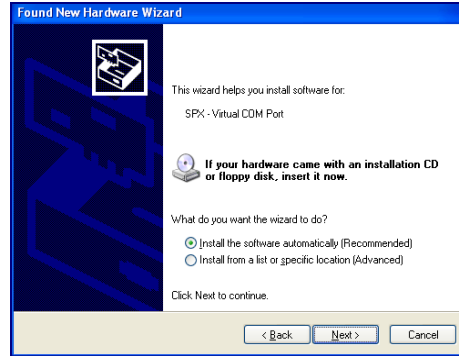 Found New Hardware Wizard
This wizard helps you install software for:
SPX - Virtual COM Port
If your hardware came with an installation CD
or floppy disk, insert it now.
What do you want the wizard to do?
Install the software automatically (Recommended)
Install from a list or specific location (Advanced)
Click Next to continue.
< Back Next > Cancel